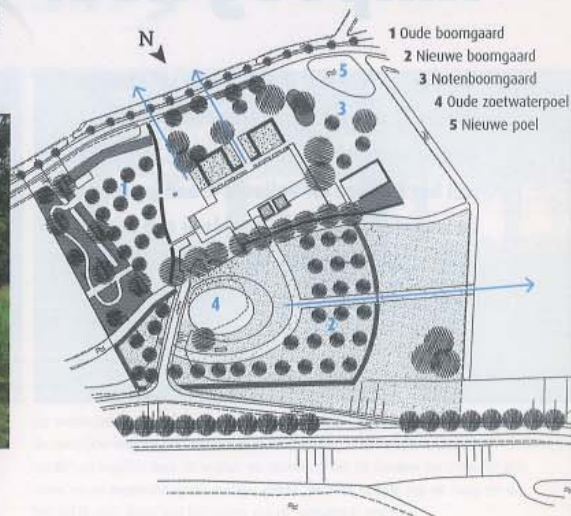 N
1 Oude boomgaard
2 Nieuwe boomgaard
3 Notenboomgaard
4 Oude zoetwaterpoel
5 Nieuwe poel
5
3
1
4
2